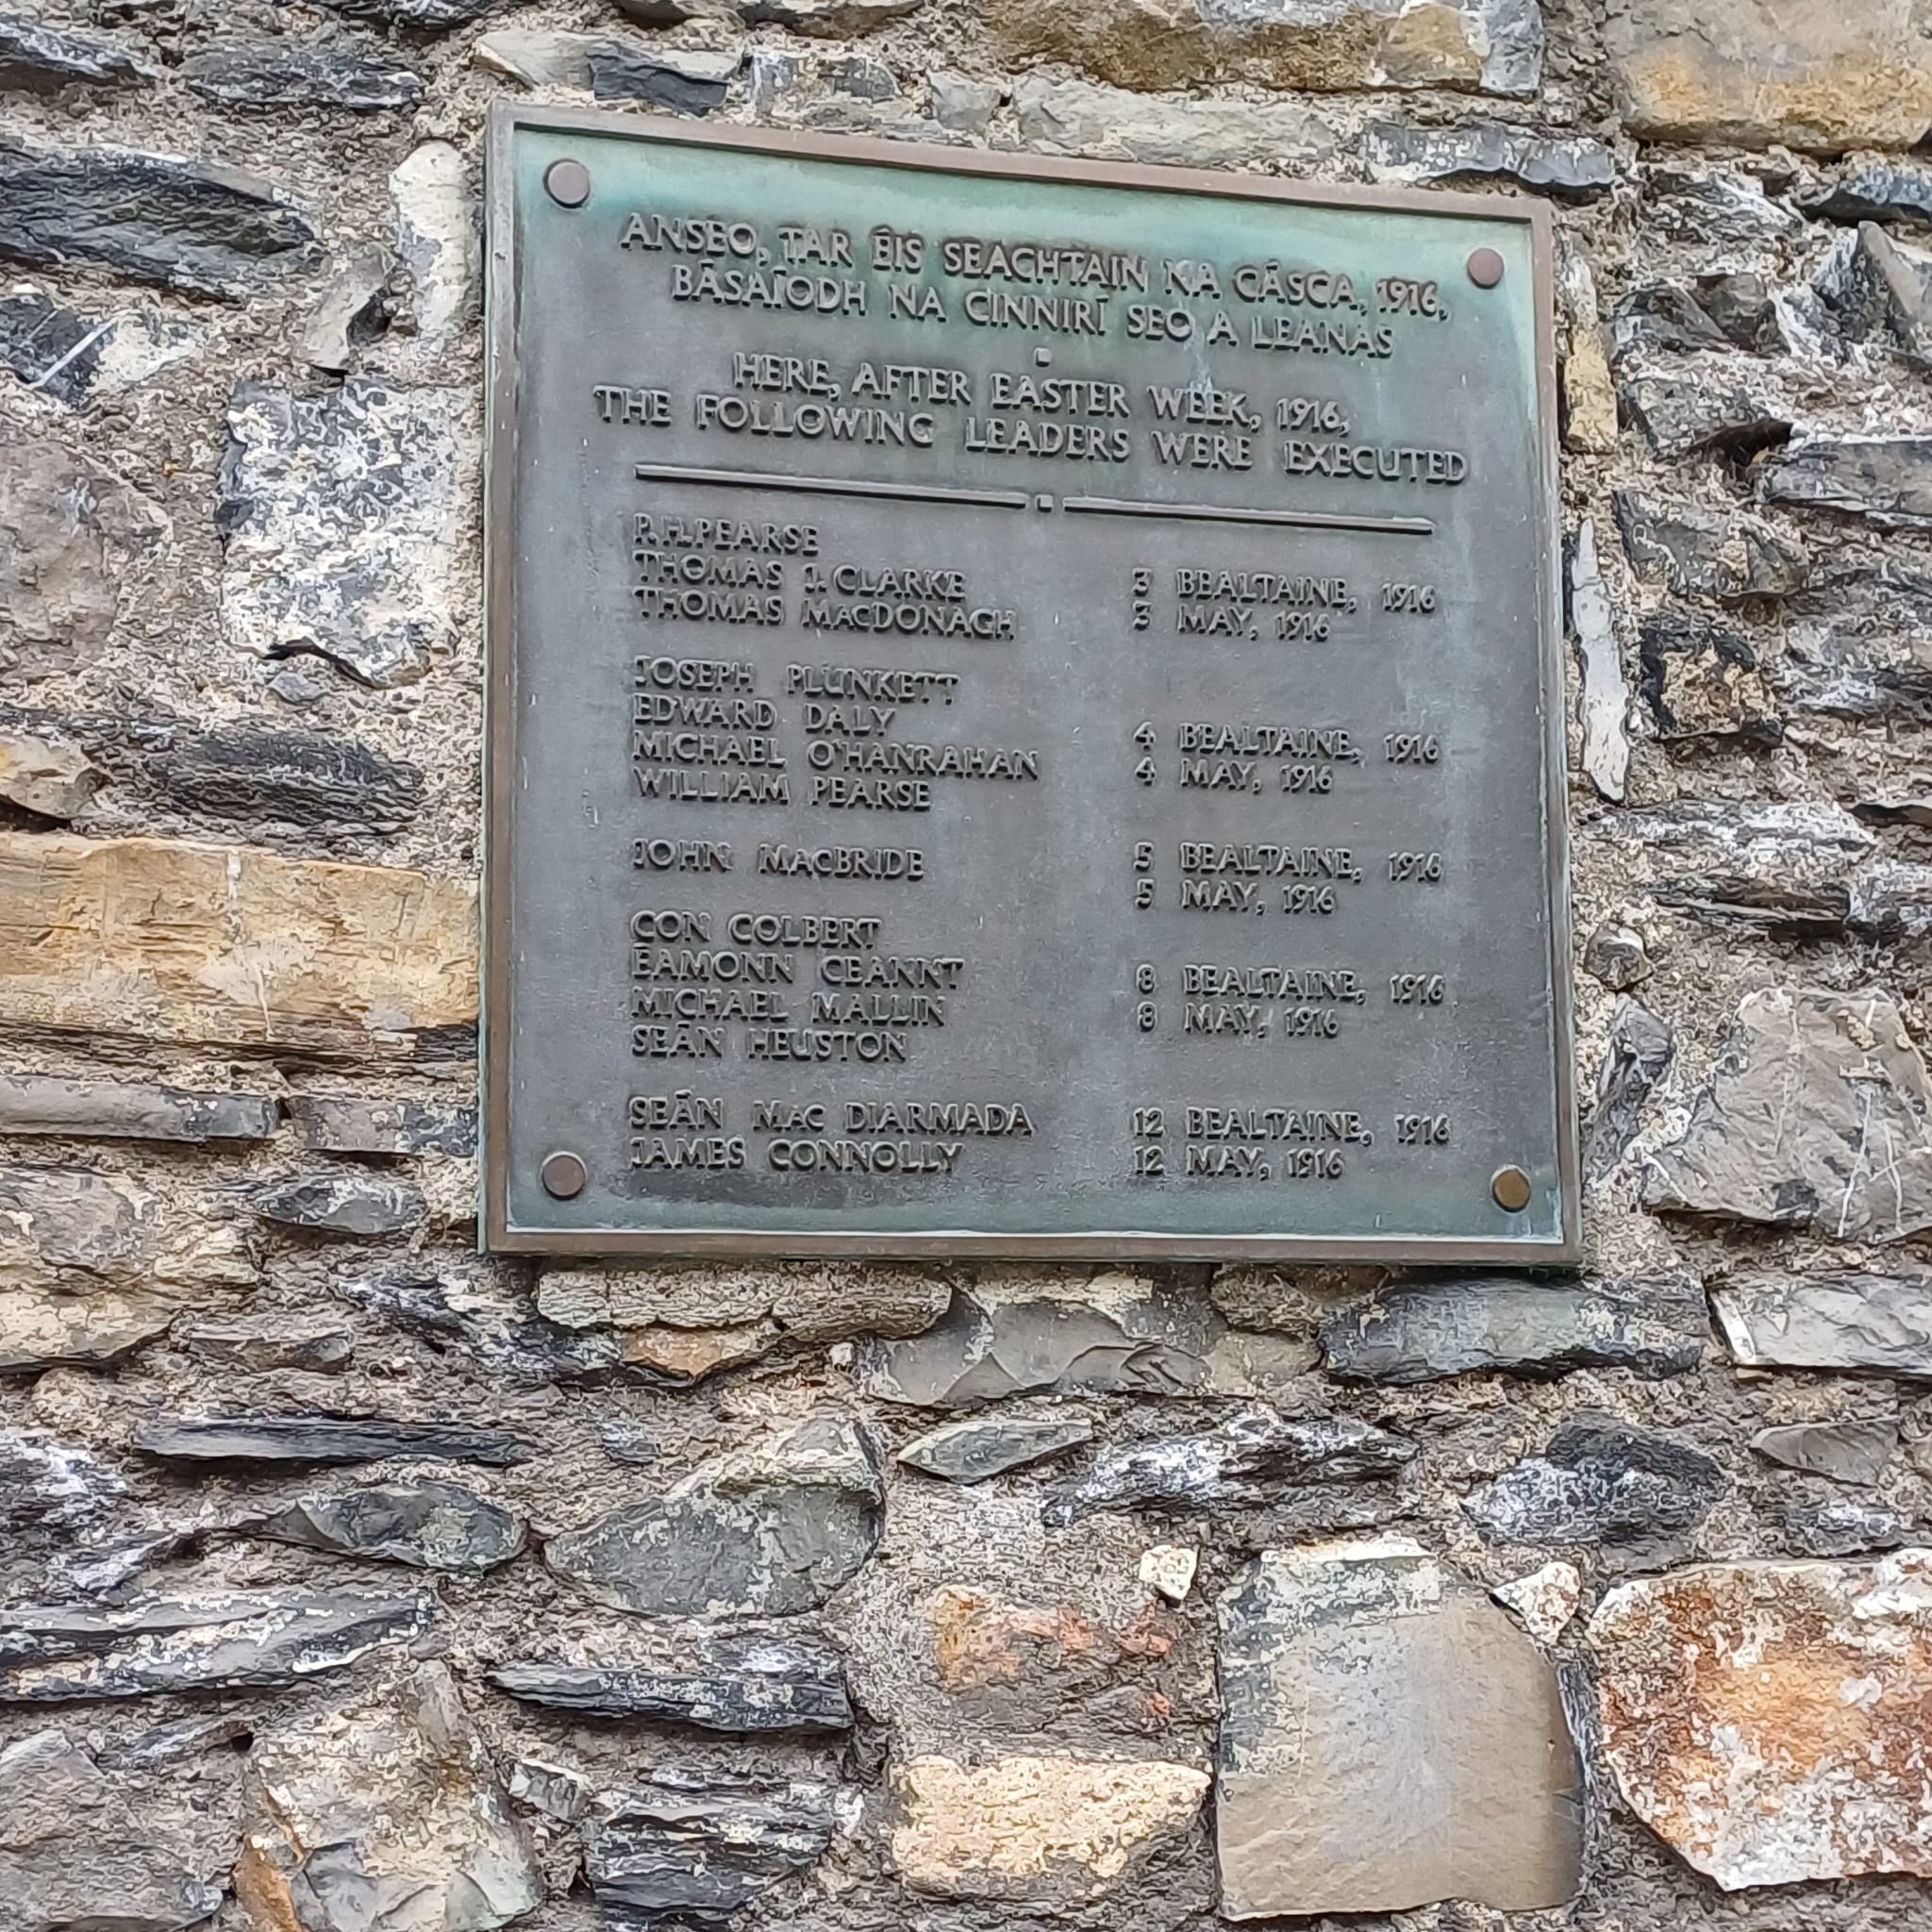 ANSEO, TAR ÉIS SEACHTAIN NA CÁSCA, 1916,
BÁSAÍODH NA CINNIRÍ SEO A LEANAS
HERE, AFTER EASTER WEEK, 1916,
THE FOLLOWING LEADERS WERE EXECUTED
P. H. PEARSE
THOMAS J. CLARKE
THOMAS MACDONAGH
3 BEALTAINE, 1916
3 MAY, 1916
JOSEPH PLUNKETT
EDWARD DALY
MICHAEL O'HANRAHAN
WILLIAM PEARSE
4 BEALTAINE, 1916
4 MAY, 1916
JOHN MACBRIDE
5 BEALTAINE, 1916
5 MAY, 1916
CON COLBERT
ÉAMONN CEANNT
MICHAEL MALLIN
SEÁN HEUSTON
8 BEALTAINE, 1916
8 MAY, 1916
SEÁN MAC DIARMADA
JAMES CONNOLLY
12 BEALTAINE, 1916
12 MAY, 1916